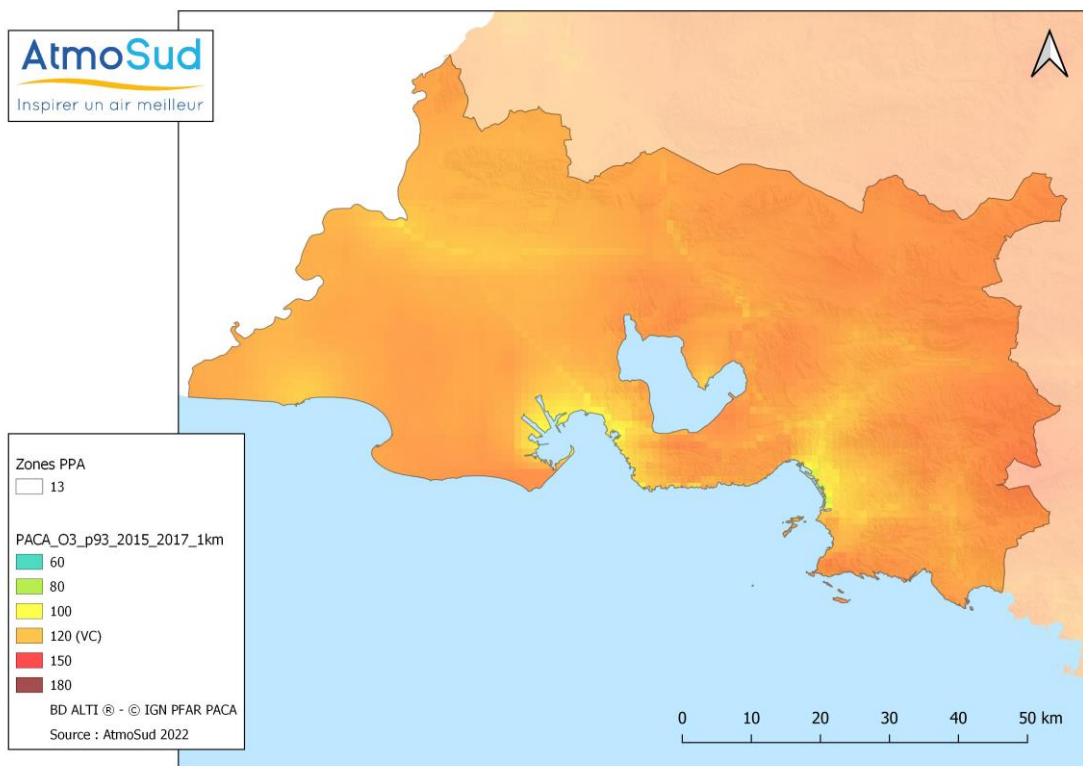 AtmoSud
Inspirer un air meilleur
Zones PPA
13
PACA_O3_p93_2015_2017_1km
60
80
100
120 (VC)
150
180
BD ALTI ® - © IGN PFAR PACA
Source : AtmoSud 2022
0 10 20 30 40 50 km